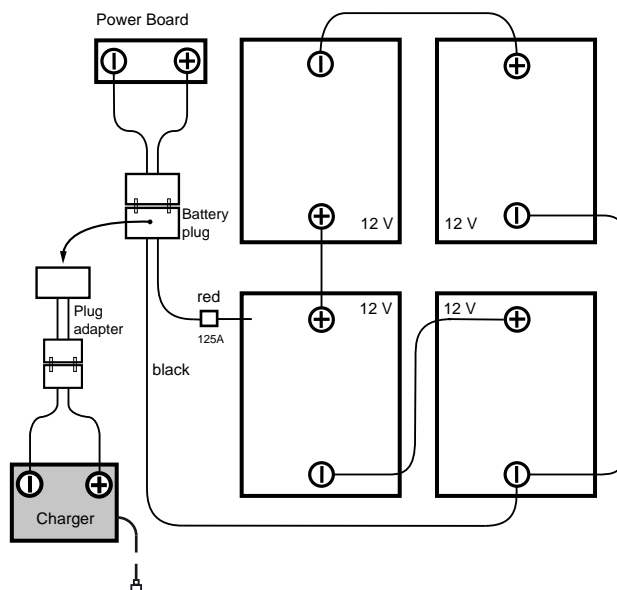 Power Board
12 V
12 V
Battery
plug
red
125A
12 V
12 V
Plug
adapter
black
Charger